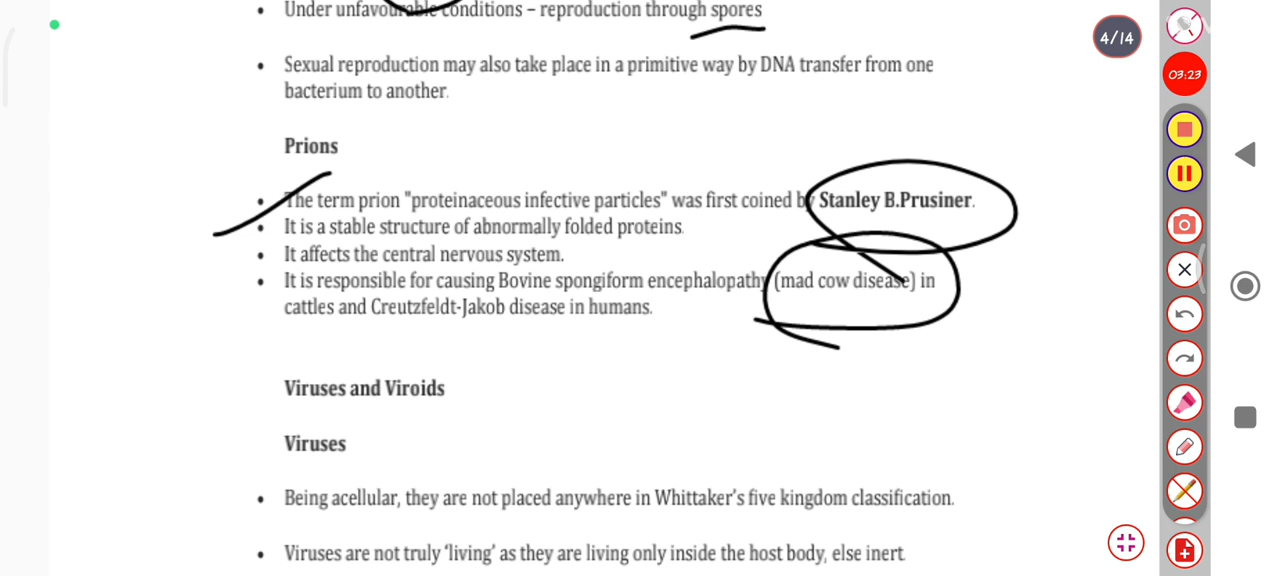 • Under unfavourable conditions – reproduction through spores
4/14
• Sexual reproduction may also take place in a primitive way by DNA transfer from one
bacterium to another.
03:23
Prions
• The term prion "proteinaceous infective particles" was first coined by Stanley B.Prusiner.
• It is a stable structure of abnormally folded proteins.
• It affects the central nervous system.
• It is responsible for causing Bovine spongiform encephalopathy (mad cow disease) in
cattles and Creutzfeldt-Jakob disease in humans.
Viruses and Viroids
Viruses
• Being acellular, they are not placed anywhere in Whittaker's five kingdom classification.
• Viruses are not truly 'living' as they are living only inside the host body, else inert